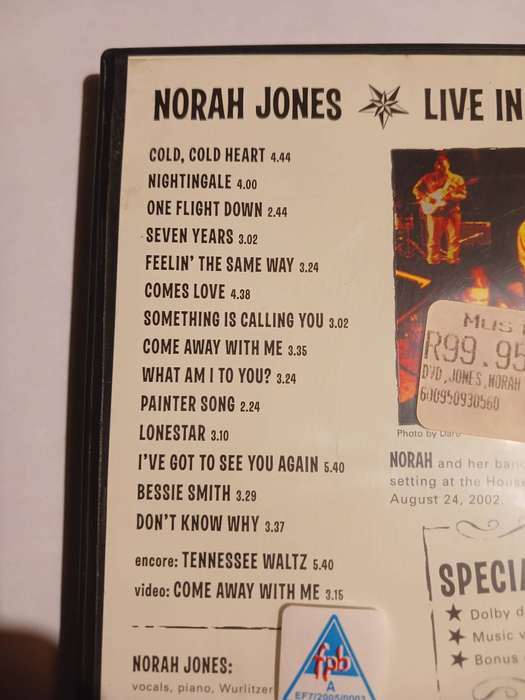 NORAH JONES LIVE IN
COLD, COLD HEART 4.44
NIGHTINGALE 4.00
ONE FLIGHT DOWN 2.44
SEVEN YEARS 3.02
FEELIN' THE SAME WAY 3.24
COMES LOVE 4.38
SOMETHING IS CALLING YOU 3.02
COME AWAY WITH ME 3.35
WHAT AM I TO YOU? 3.24
PAINTER SONG 2.24
LONESTAR 3.10
I'VE GOT TO SEE YOU AGAIN 5.40
BESSIE SMITH 3.29
DON'T KNOW WHY 3.37
encore: TENNESSEE WALTZ 5.40
video: COME AWAY WITH ME 3.15
NORAH JONES:
vocals, piano, Wurlitzer
R99.95
DVD, JONES, NORAH
600950930560
Photo by
NORAH and her band
setting at the
August 24, 2002.
SPECIA
Dolby d
Music v
Bonus
fpb
A
EF7/2005/0003